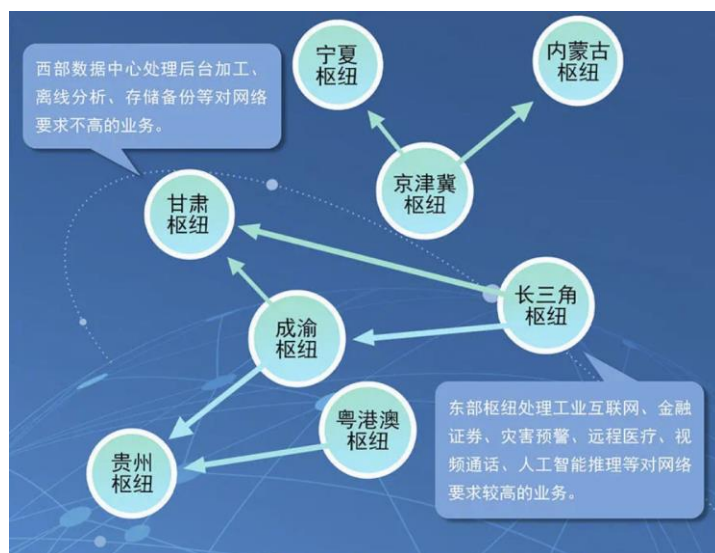 宁夏
枢纽
内蒙古
枢纽
西部数据中心处理后台加工、
离线分析、存储备份等对网络
要求不高的业务。
京津冀
枢纽
甘肃
枢纽
长三角
枢纽
成渝
枢纽
粤港澳
枢纽
东部枢纽处理工业互联网、金融
证券、灾害预警、远程医疗、视
频通话、人工智能推理等对网络
要求较高的业务。
贵州
枢纽